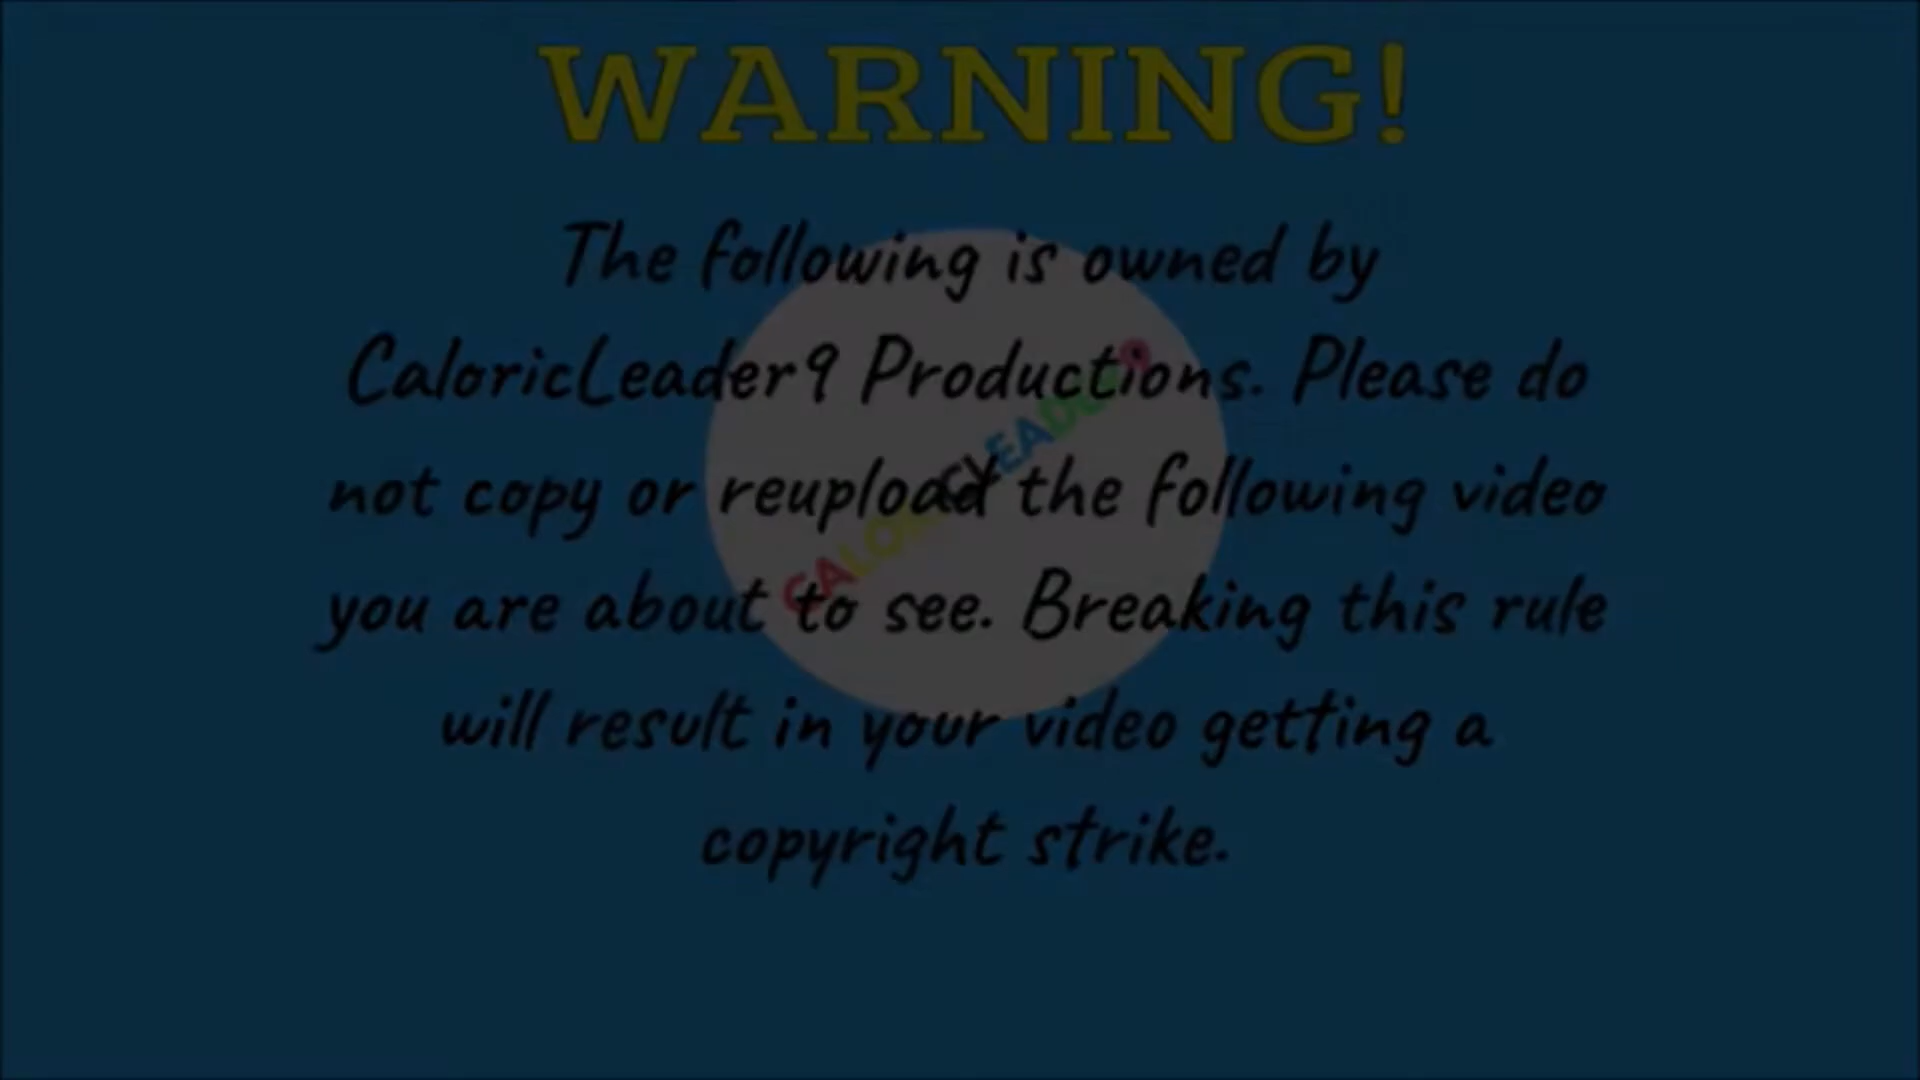 WARNING!
The following is owned by
CaloricLeader9 Productions. Please do
not copy or reupload the following video
you are about to see. Breaking this rule
will result in your video getting a
copyright strike.
CALORICLEADER9